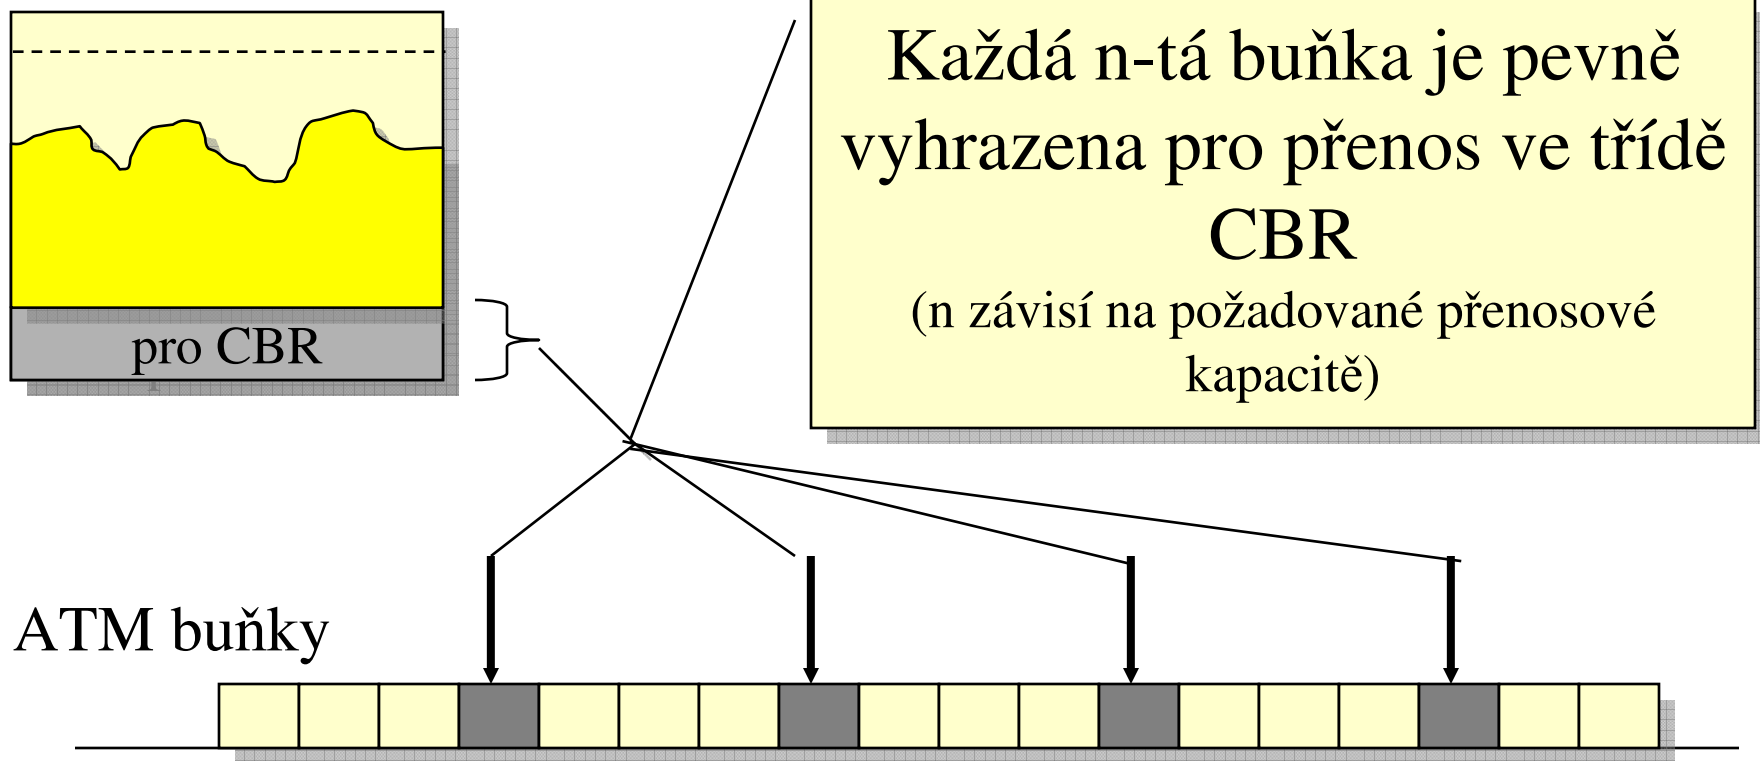 Každá n-tá buňka je pevně
vyhrazena pro přenos ve třídě
CBR
(n závisí na požadované přenosové
kapacitě)
pro CBR
ATM buňky